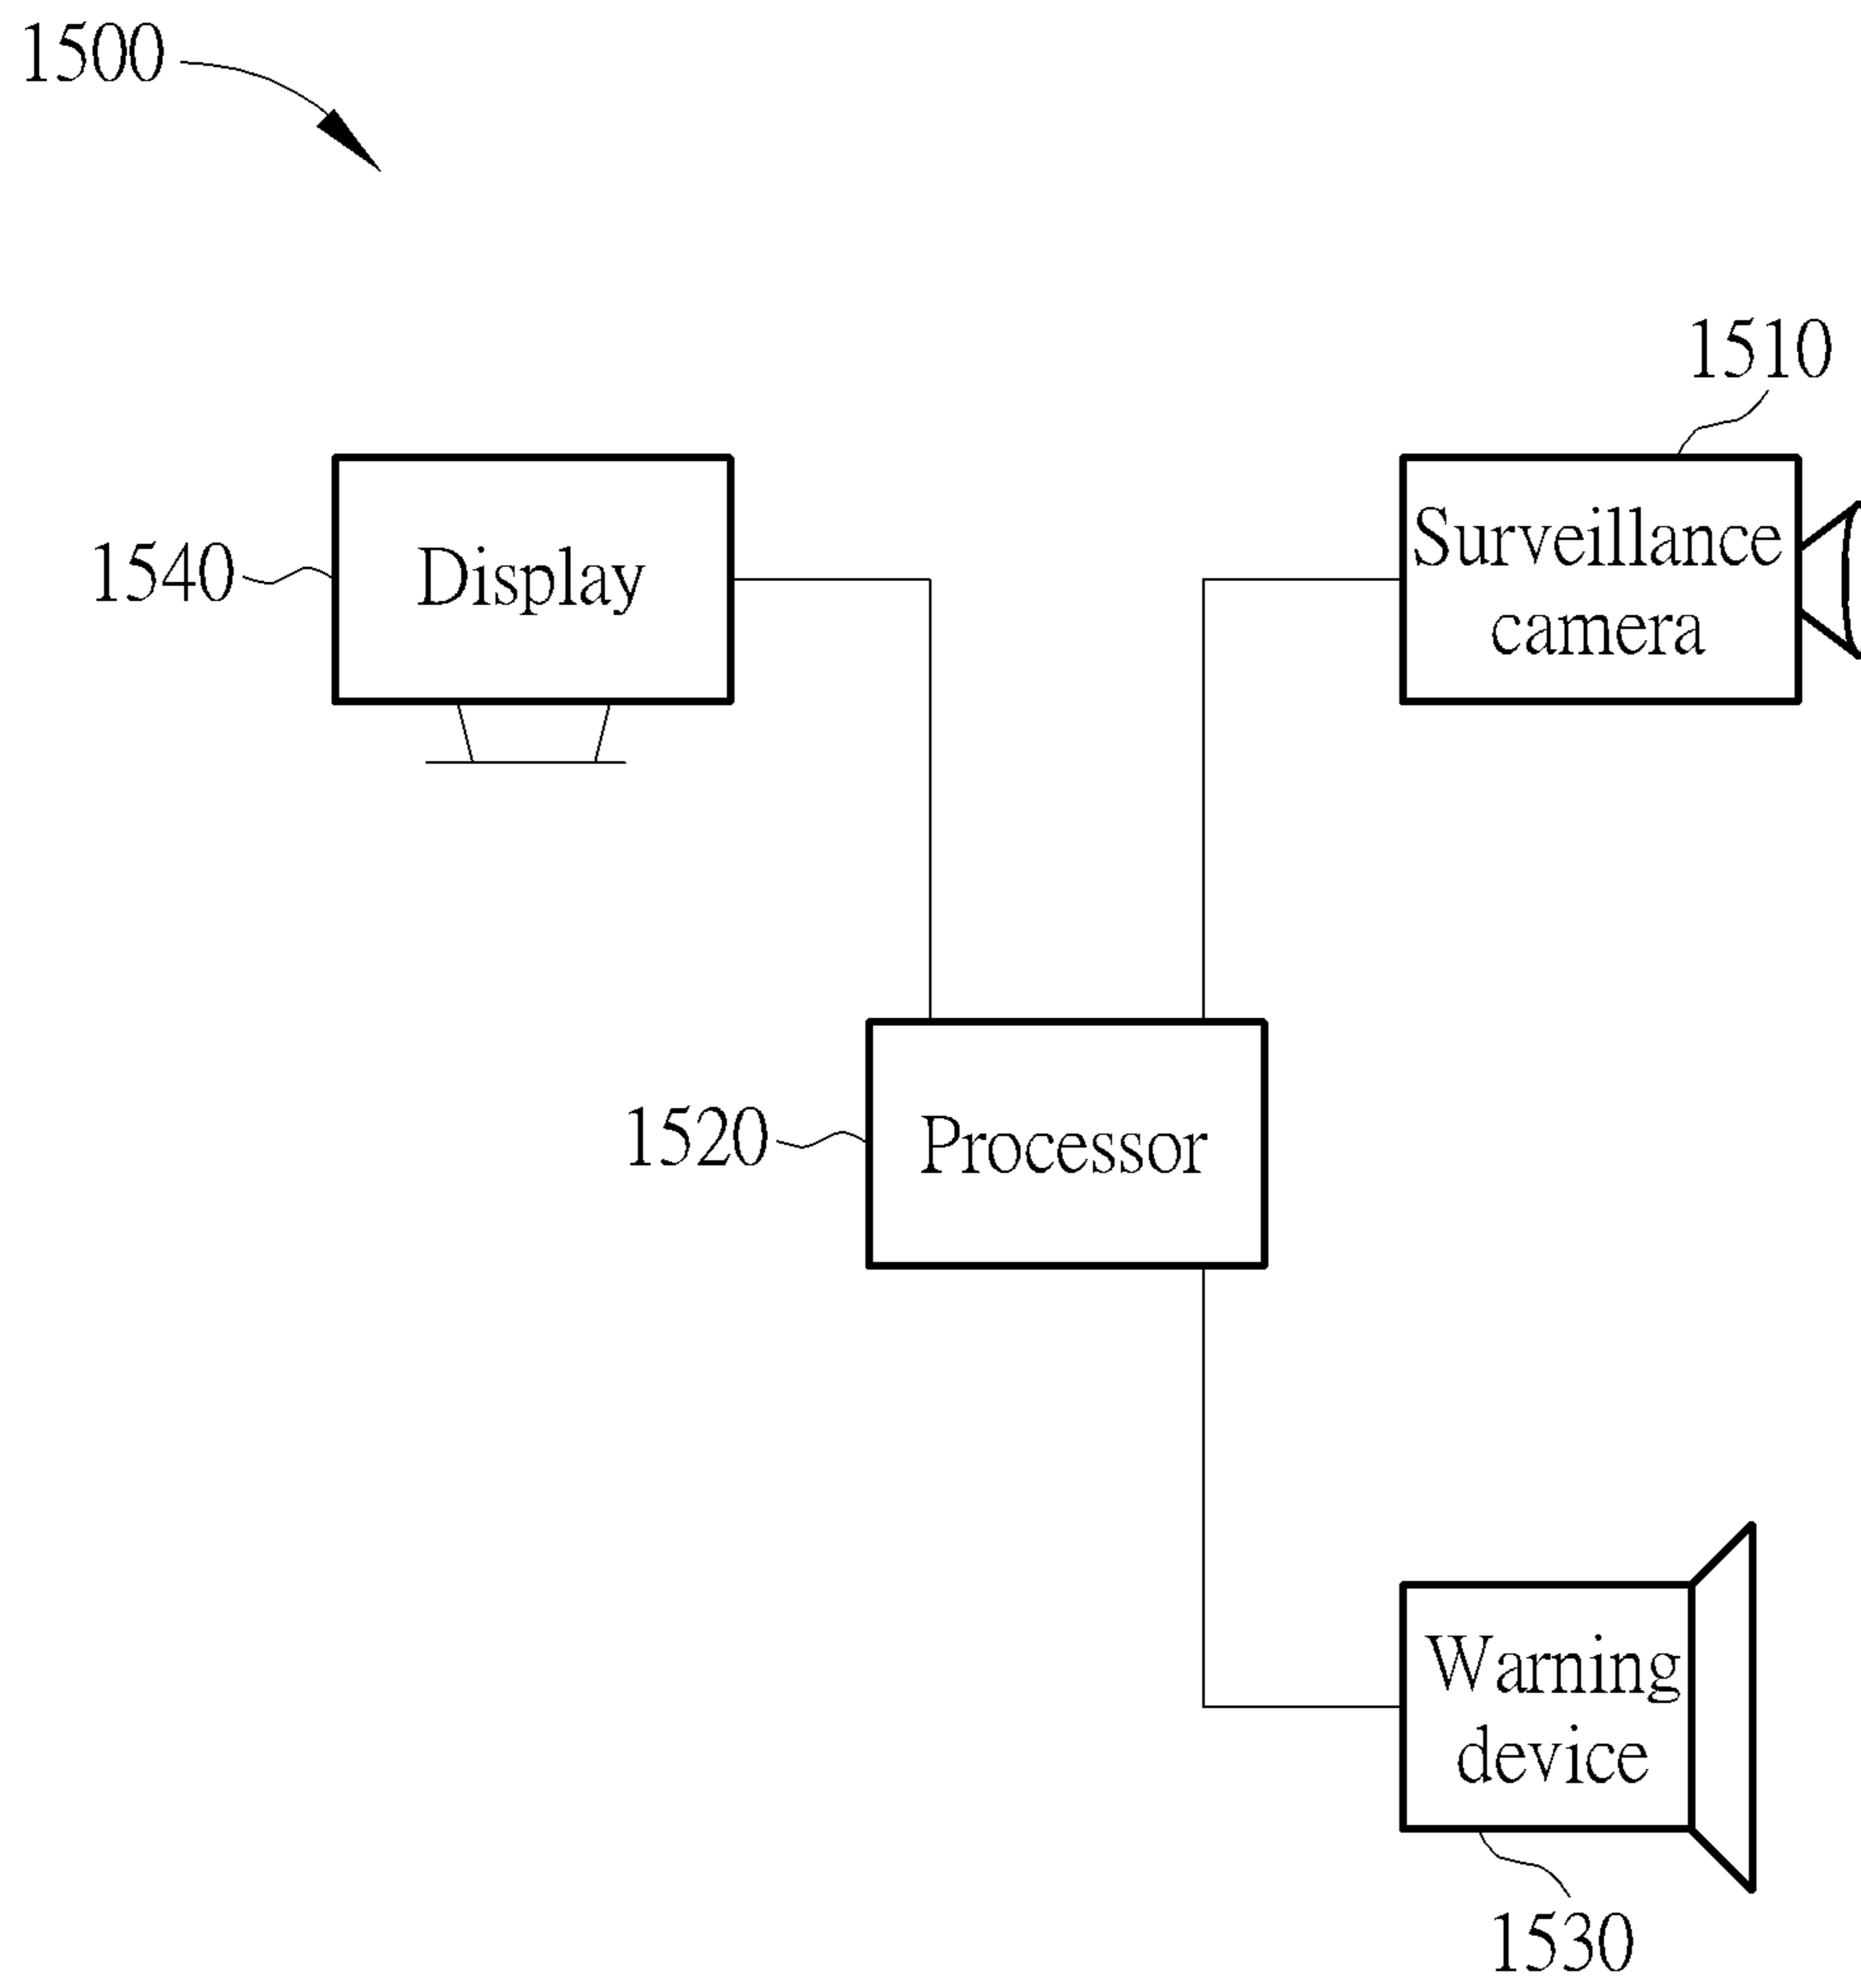 1500
1510
Surveillance
camera
1540
Display
1520
Processor
Warning
device
1530